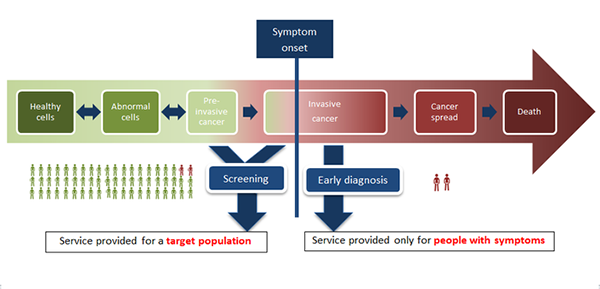 Symptom
onset
Healthy
cells
Abnormal
cells
Pre-
invasive
cancer
Invasive
cancer
Cancer
spread
Death
Screening
Early diagnosis
Service provided for a target population
Service provided only for people with symptoms